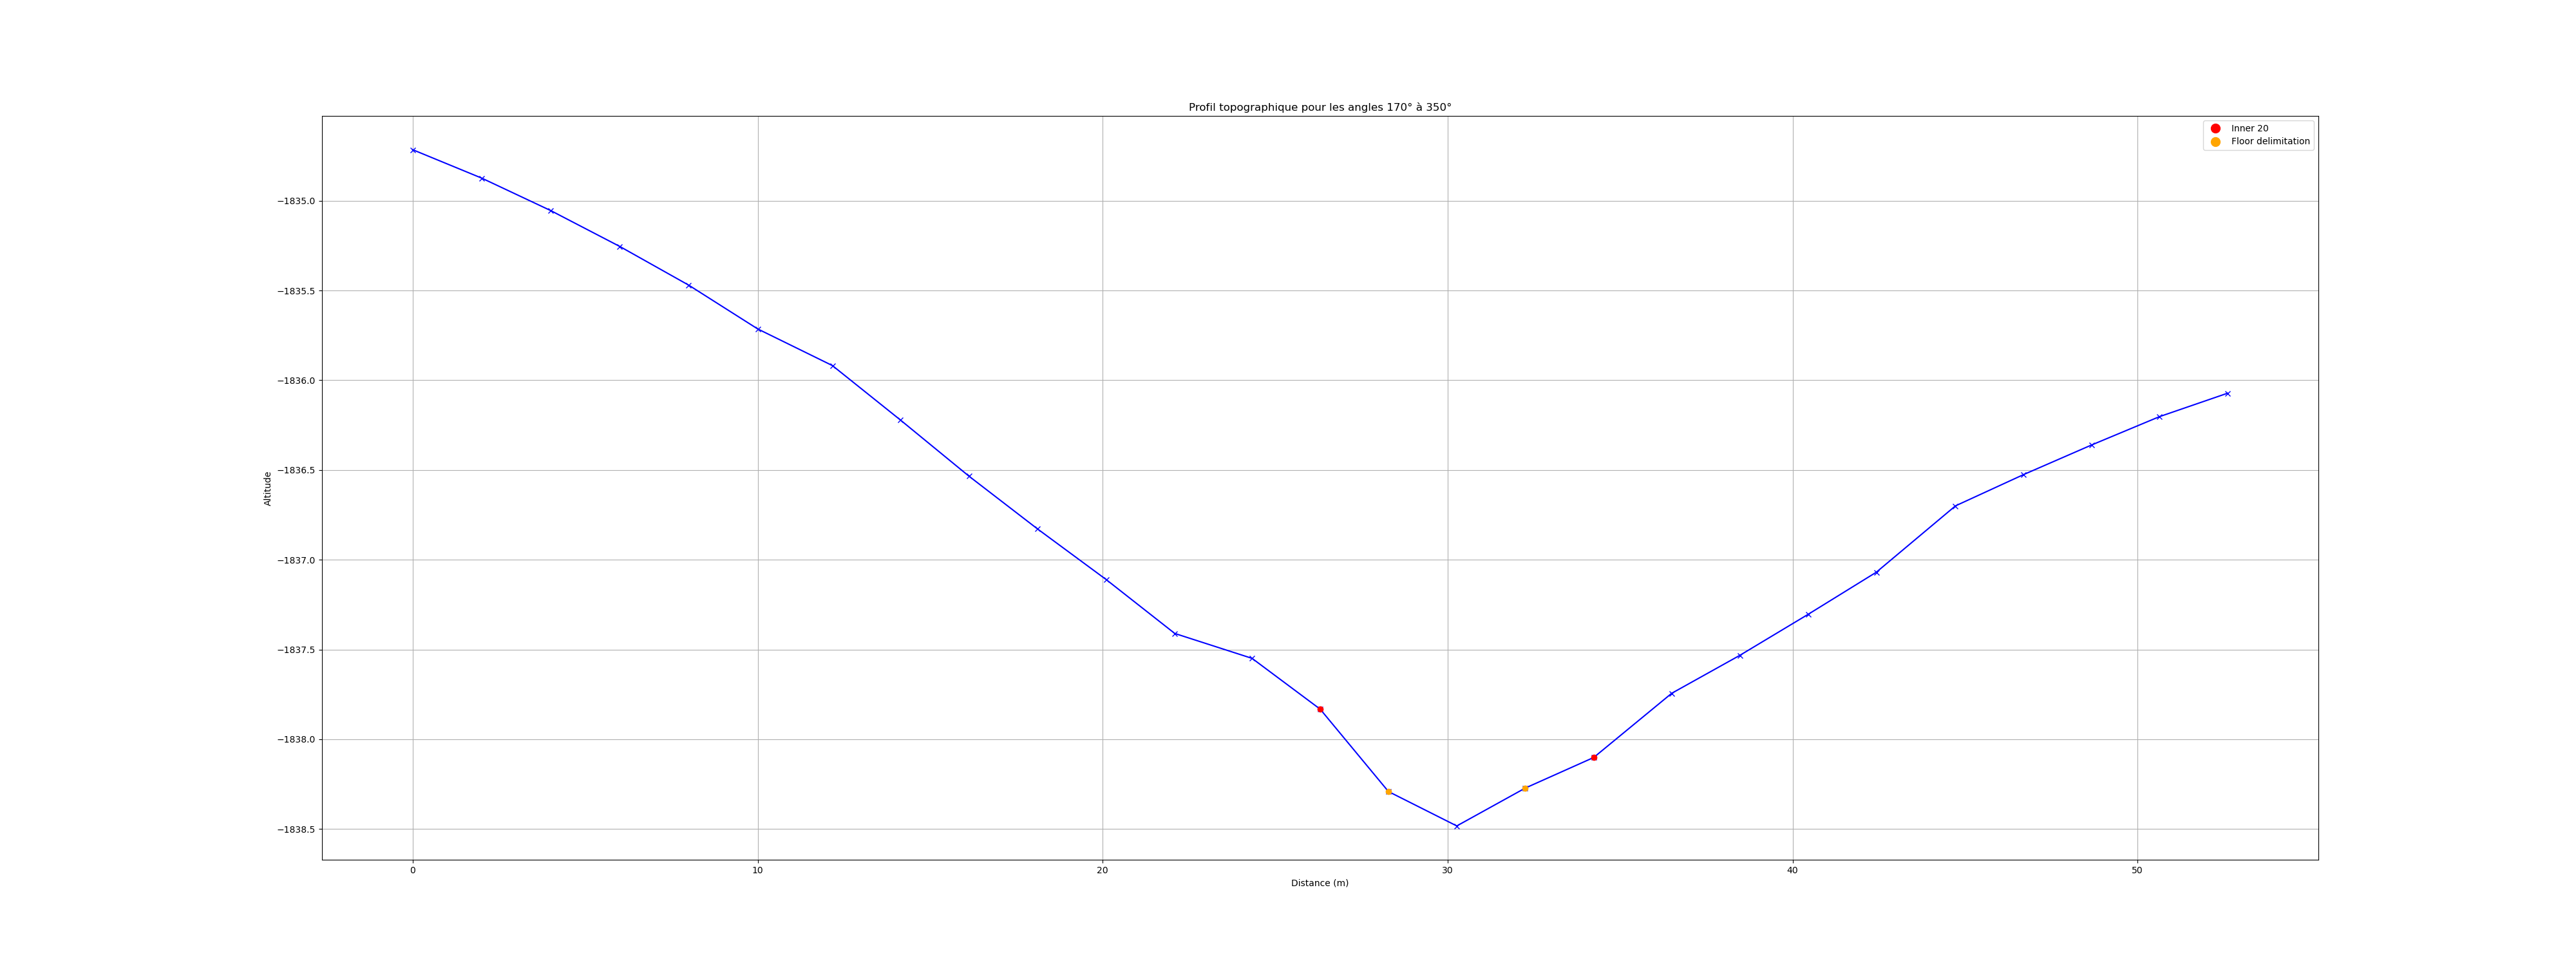 Profil topographique pour les angles 170° à 350°
Inner 20
Floor delimitation
−1835.0
−1835.5
−1836.0
−1836.5
−1837.0
−1837.5
−1838.0
−1838.5
Altitude
0 10 20 30 40 50
Distance (m)